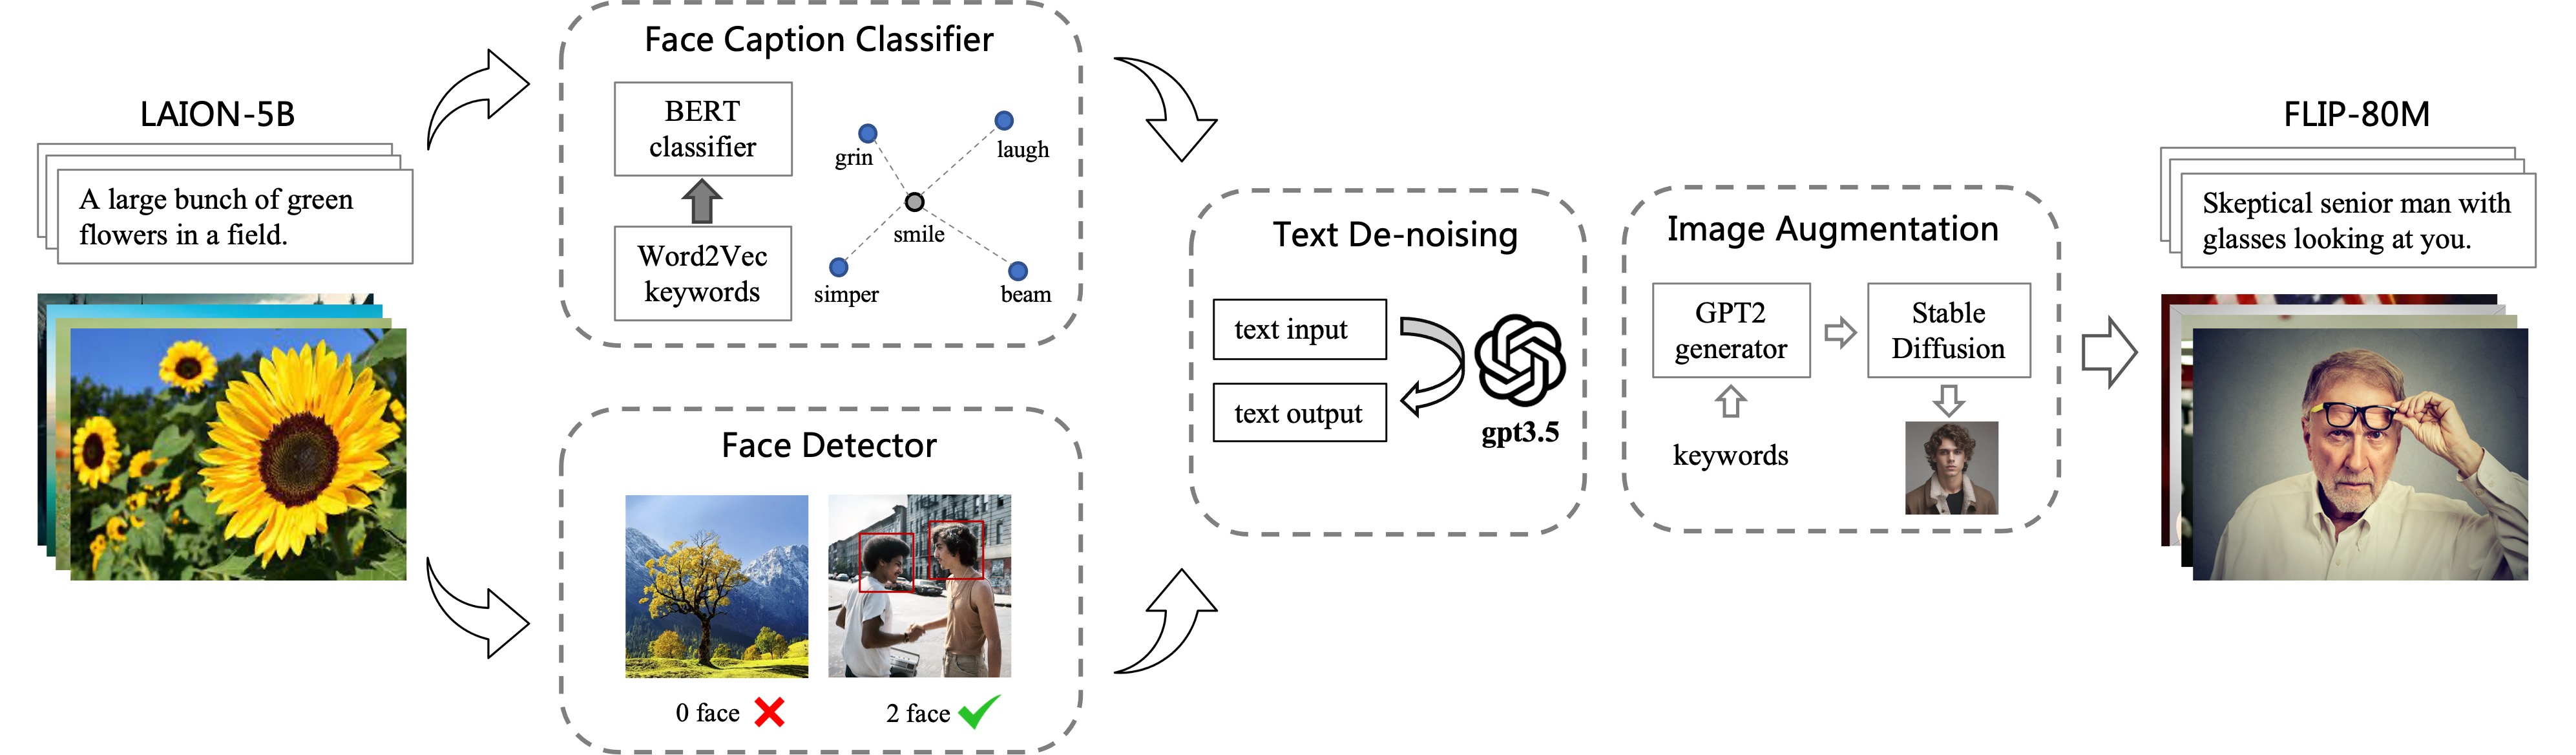 LAION-5B
A large bunch of green
flowers in a field.
Face Caption Classifier
BERT
classifier
Word2Vec
keywords
grin
laugh
smile
simper
beam
Face Detector
0 face
2 face
Text De-noising
text input
text output
gpt3.5
Image Augmentation
GPT2
generator
keywords
Stable
Diffusion
FLIP-80M
Skeptical senior man with
glasses looking at you.